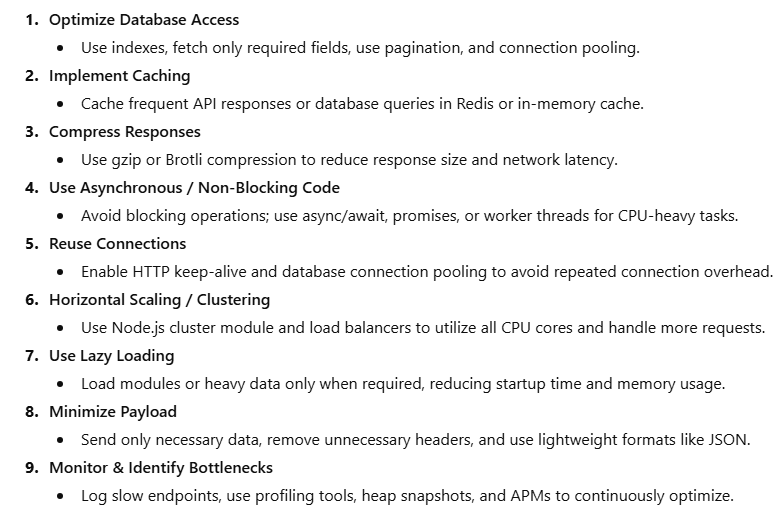 1. Optimize Database Access
• Use indexes, fetch only required fields, use pagination, and connection pooling.
2. Implement Caching
• Cache frequent API responses or database queries in Redis or in-memory cache.
3. Compress Responses
• Use gzip or Brotli compression to reduce response size and network latency.
4. Use Asynchronous / Non-Blocking Code
• Avoid blocking operations; use async/await, promises, or worker threads for CPU-heavy tasks.
5. Reuse Connections
• Enable HTTP keep-alive and database connection pooling to avoid repeated connection overhead.
6. Horizontal Scaling / Clustering
• Use Node.js cluster module and load balancers to utilize all CPU cores and handle more requests.
7. Use Lazy Loading
• Load modules or heavy data only when required, reducing startup time and memory usage.
8. Minimize Payload
• Send only necessary data, remove unnecessary headers, and use lightweight formats like JSON.
9. Monitor & Identify Bottlenecks
• Log slow endpoints, use profiling tools, heap snapshots, and APMs to continuously optimize.